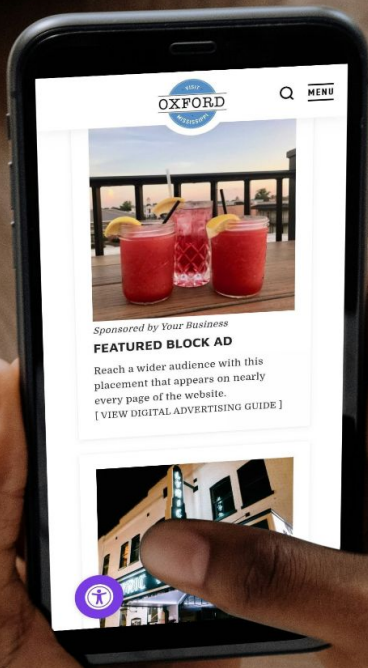 VISIT
OXFORD
MISSISSIPPI
MENU
Sponsored by Your Business
FEATURED BLOCK AD
Reach a wider audience with this
placement that appears on nearly
every page of the website.
[ VIEW DIGITAL ADVERTISING GUIDE ]
LYRIC